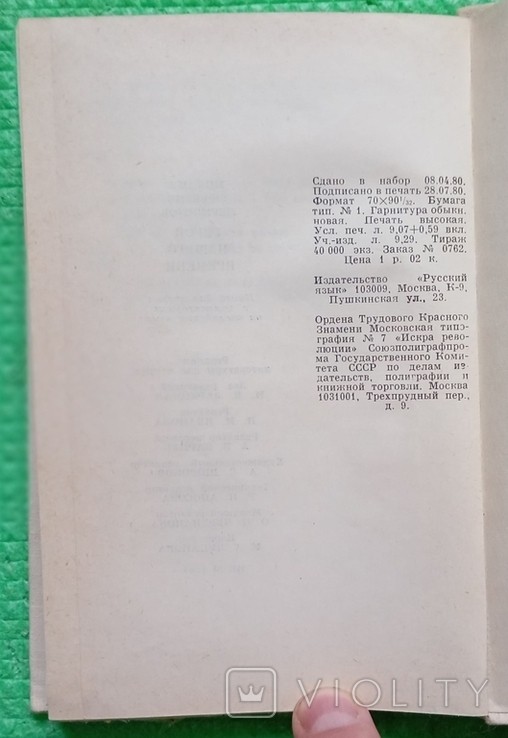 Сдано в набор 08.04.80.
Подписано в печать 28.07.80.
Формат 70×90¹/₃₂. Бумага
тип. № 1. Гарнитура обыкн.
новая. Печать высокая.
Усл. печ. л. 9,07+0,59 вкл.
Уч.-изд. л. 9,29. Тираж
40 000 экз. Заказ № 0762.
Цена 1 р. 02 к.
Издательство «Русский
язык» 103009, Москва, К-9,
Пушкинская ул., 23.
Ордена Трудового Красного
Знамени Московская типо-
графия № 7 «Искра рево-
люции» Союзполиграфпро-
ма Государственного Коми-
тета СССР по делам из-
дательств, полиграфии и
книжной торговли. Москва
1031001, Трехпрудный пер.,
д. 9.
VIOLITY